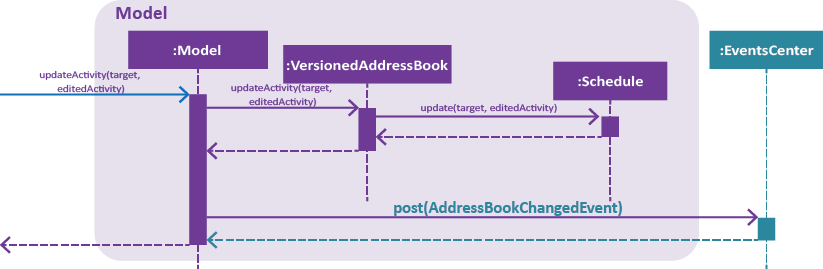 Model
:Model
:VersionedAddressBook
:Schedule
:EventsCenter
updateActivity(target,
editedActivity)
updateActivity(target,
editedActivity)
update(target, editedActivity)
post(AddressBookChangedEvent)